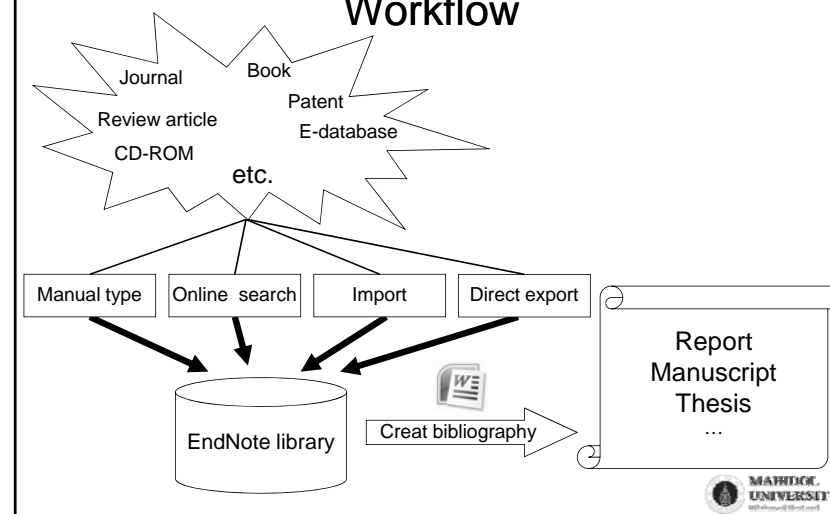 Workflow
Journal
Book
Patent
Review article
E-database
CD-ROM
etc.
Manual type
Online search
Import
Direct export
Report
Manuscript
Thesis
…
EndNote library
Creat bibliography
MAHIDOL
UNIVERSIT